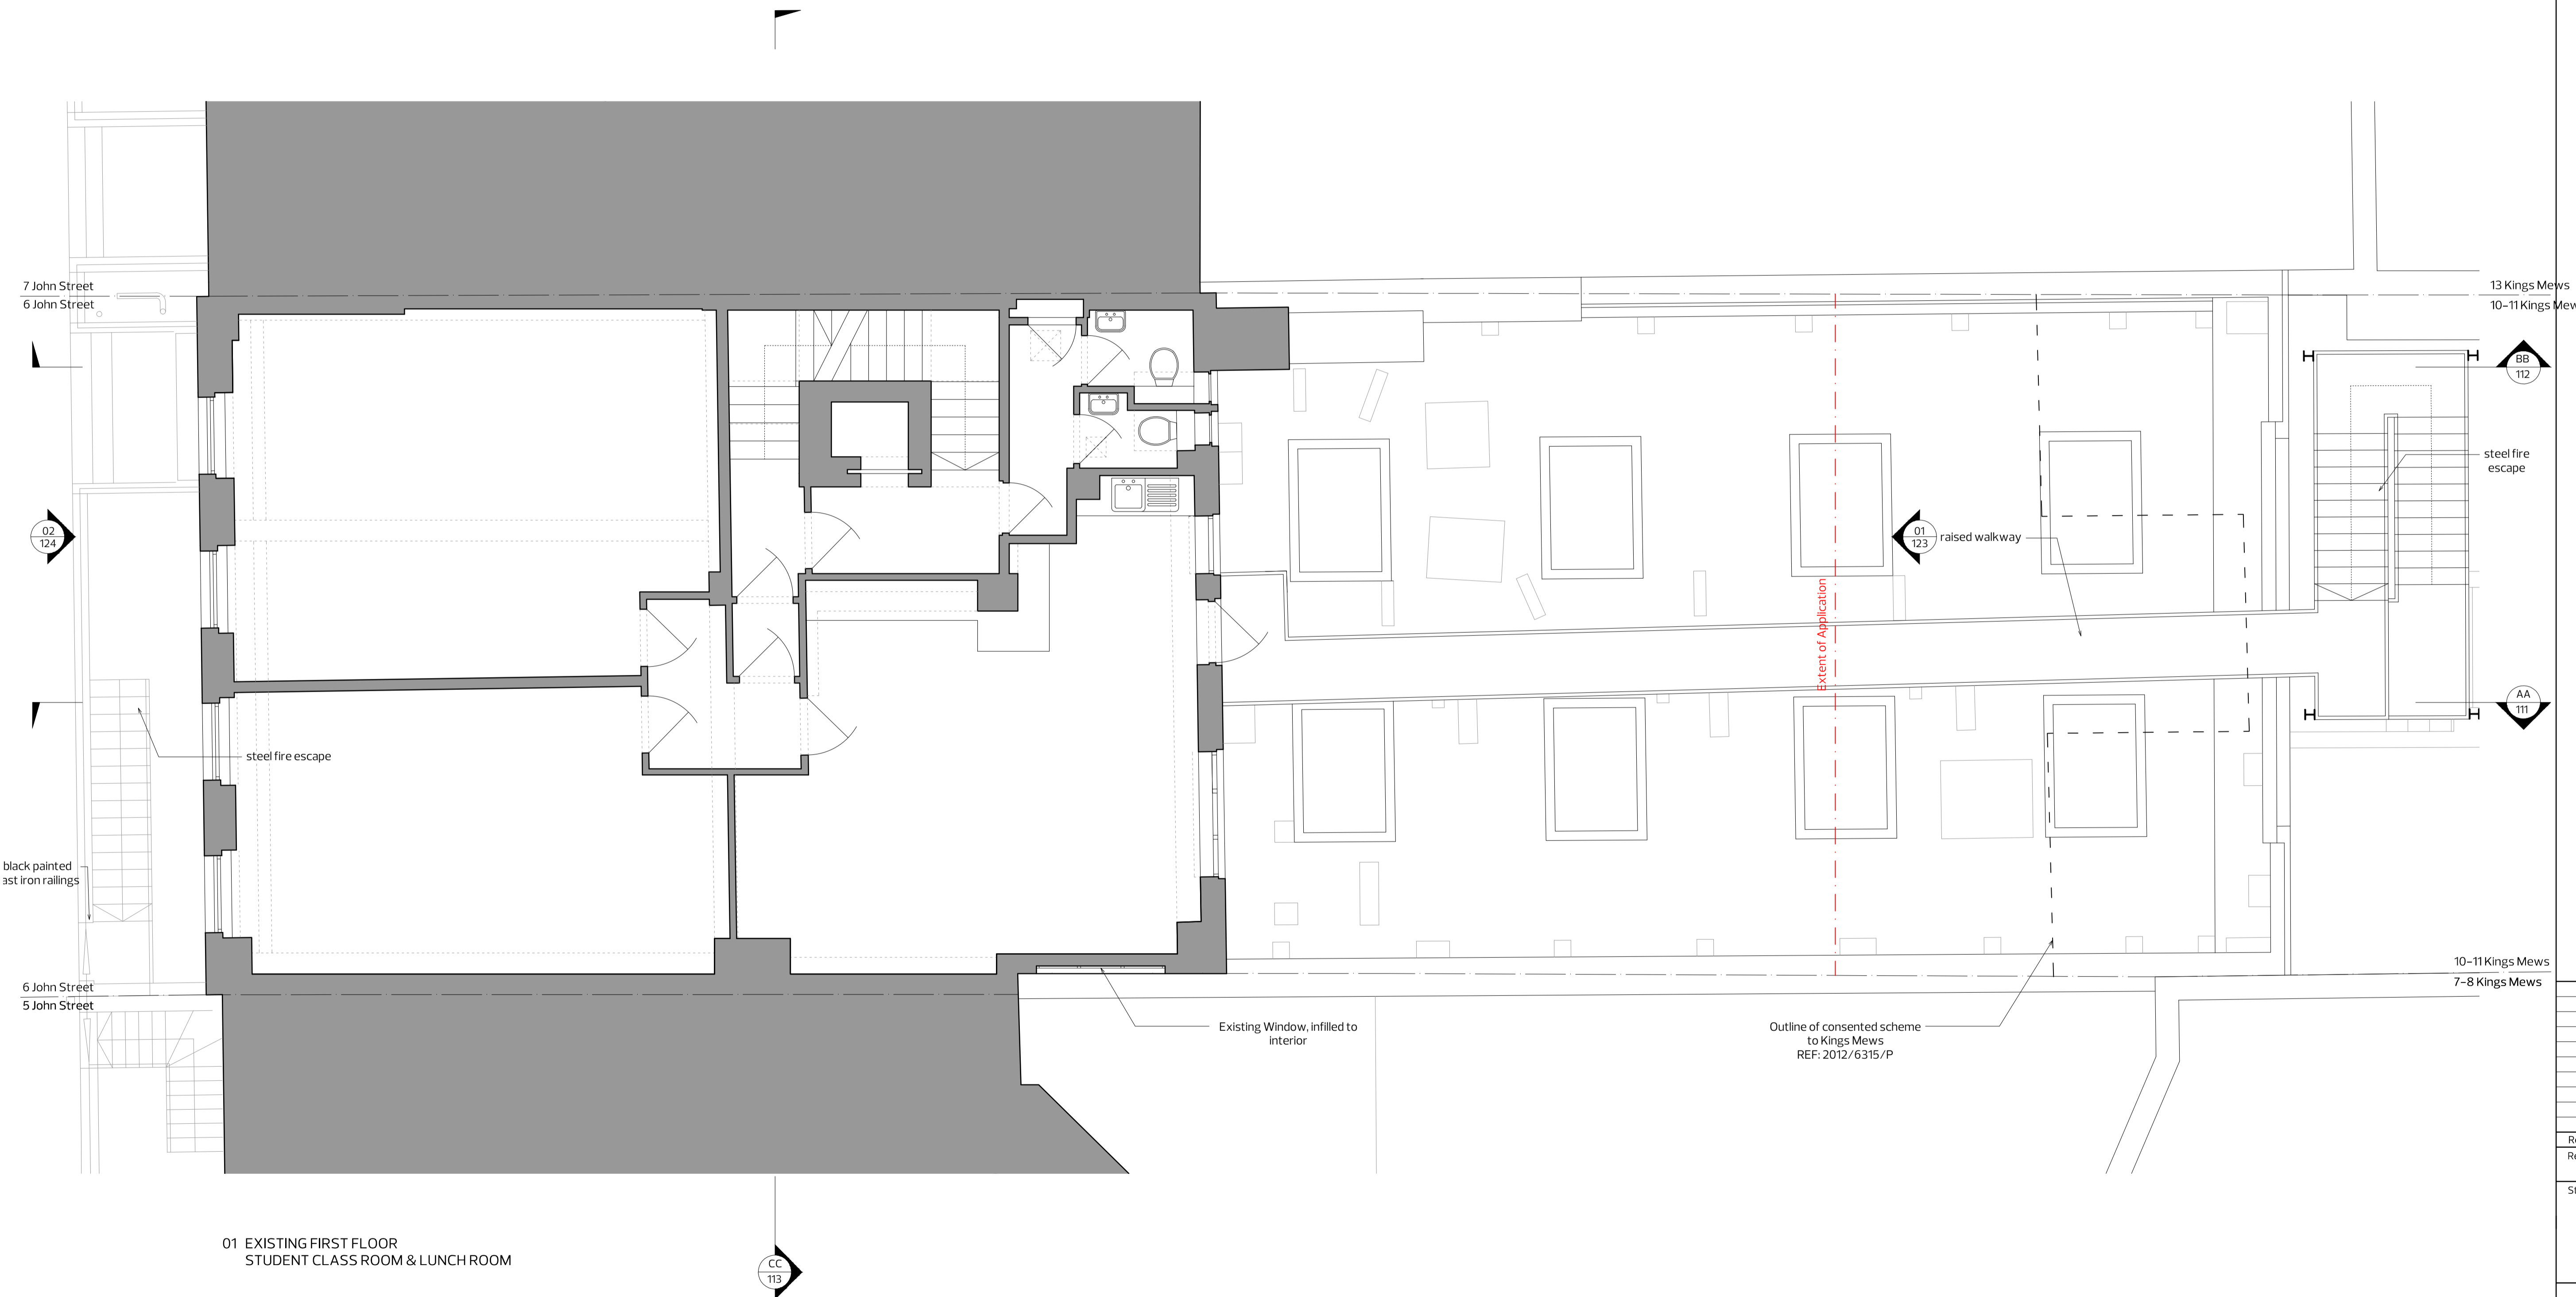 7 John Street
6 John Street
13 Kings Mews
10-11 Kings Mew
BB
112
steel fire
escape
02
124
01
123
raised walkway
Extent of Application
AA
111
steel fire escape
black painted
ast iron railings
6 John Street
5 John Street
10-11 Kings Mews
7-8 Kings Mews
Existing Window, infilled to
interior
Outline of consented scheme
to Kings Mews
REF: 2012/6315/P
01 EXISTING FIRST FLOOR
STUDENT CLASS ROOM & LUNCH ROOM
CC
113